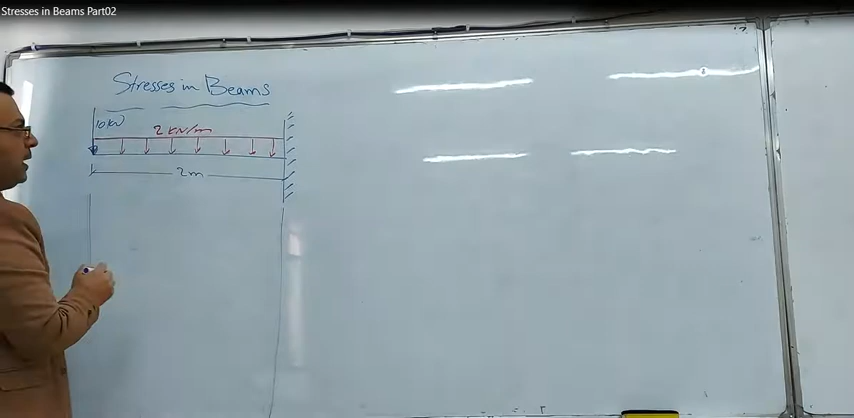 Stresses in Beams Part02
Stresses in Beams
10kN
2 kN/m
2m